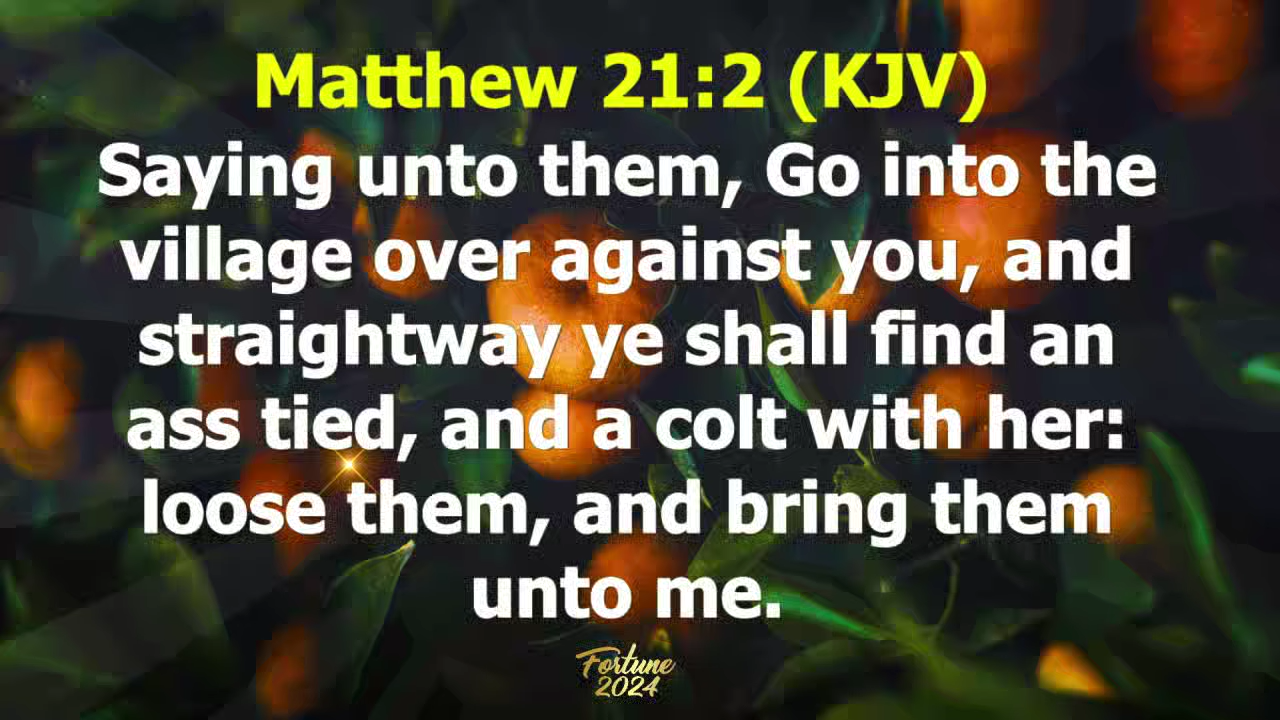 Matthew 21:2 (KJV)
Saying unto them, Go into the
village over against you, and
straightway ye shall find an
ass tied, and a colt with her:
loose them, and bring them
unto me.
Fortune
2024